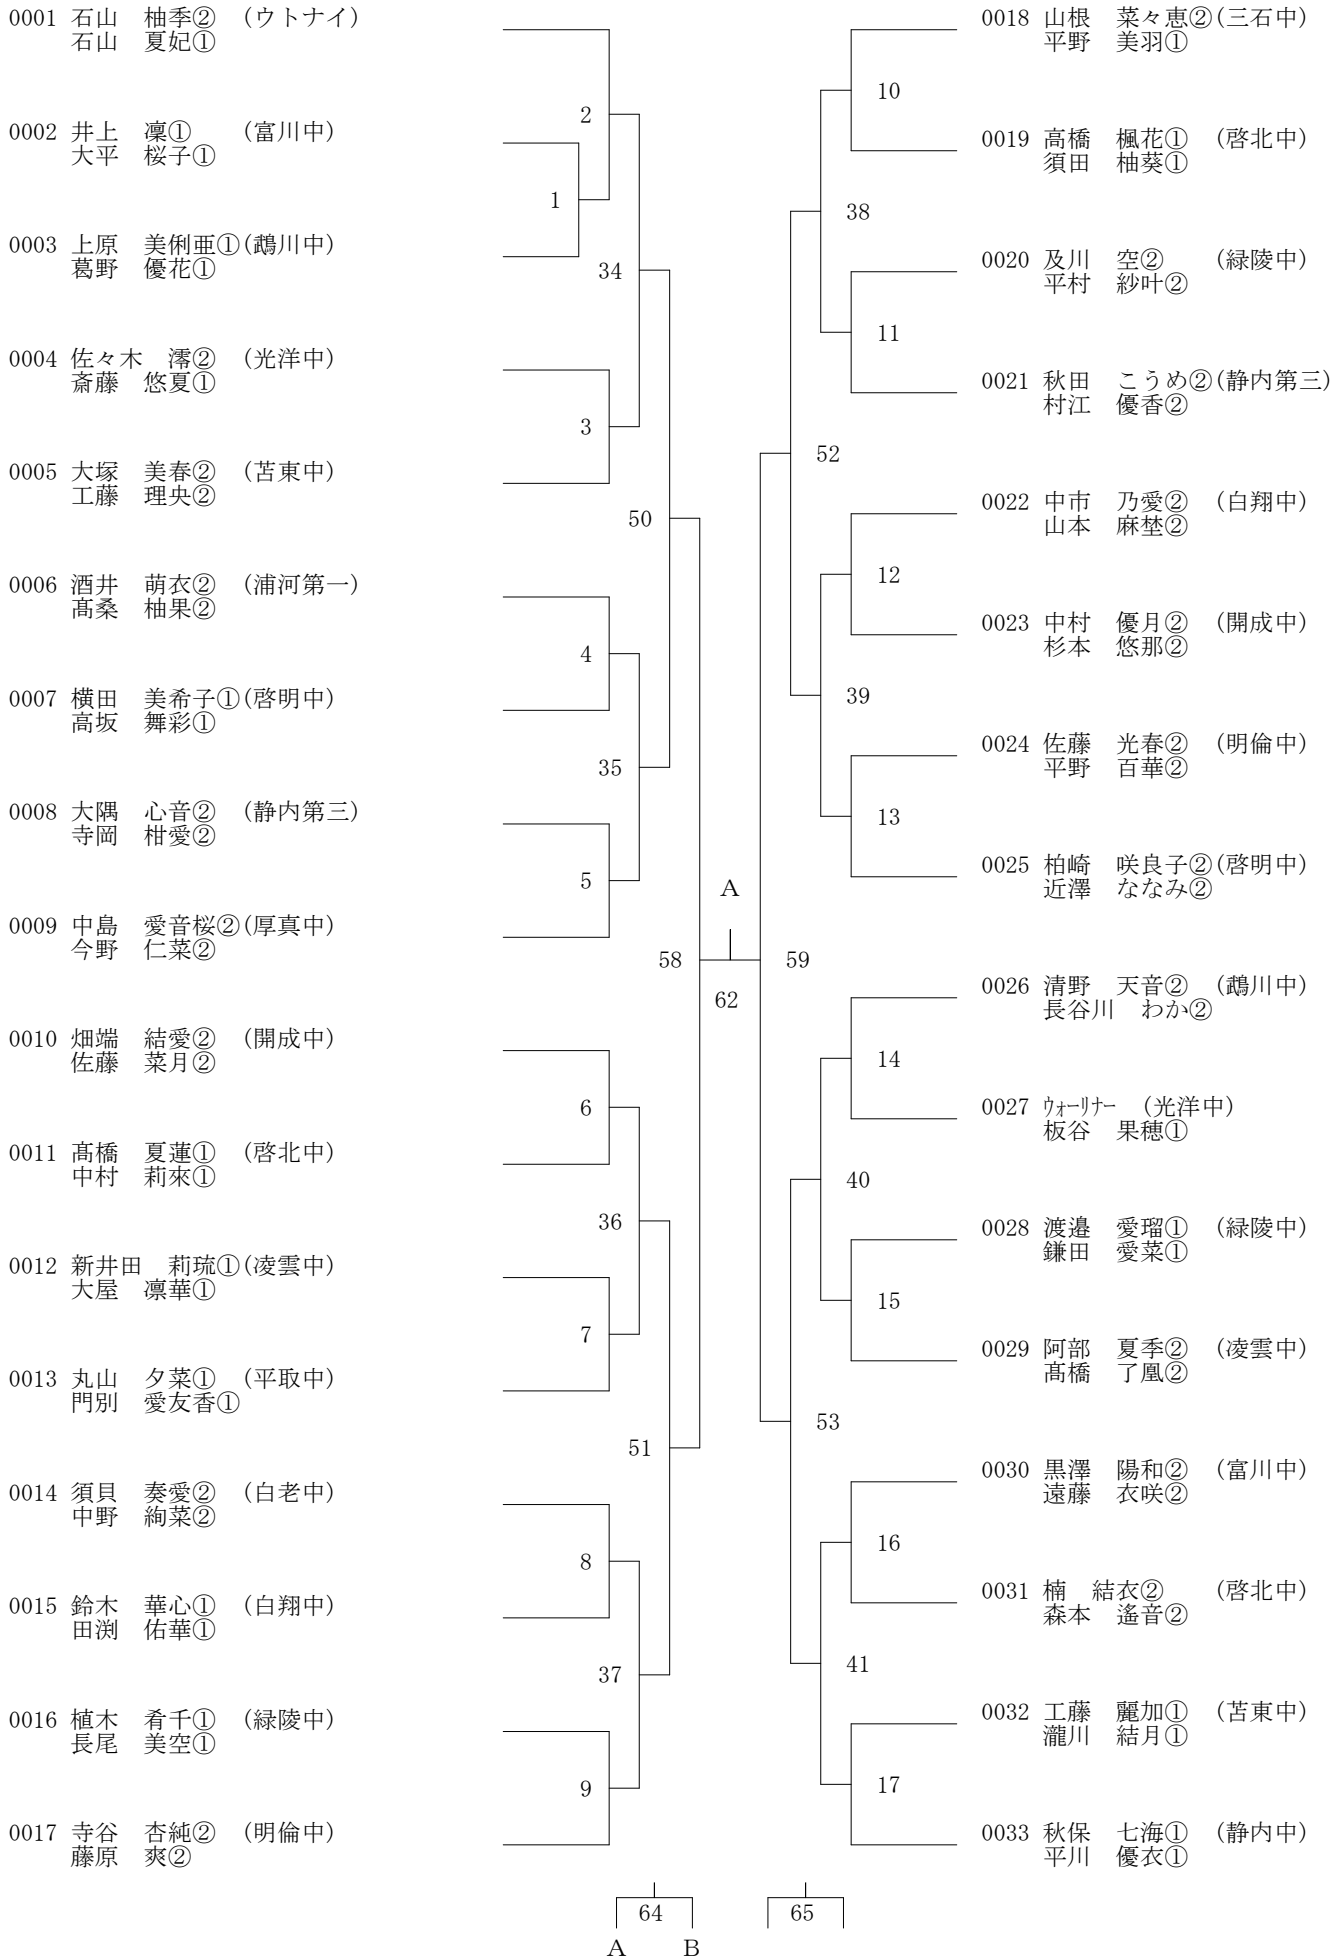 0001 石山　柚季②　(ウトナイ)
石山　夏妃①
0002 井上　凜①　　(富川中)
大平　桜子①
0003 上原　美俐亜①(鵡川中)
葛野　優花①
0004 佐々木　澪②　(光洋中)
斎藤　悠夏①
0005 大塚　美春②　(苫東中)
工藤　理央②
0006 酒井　萌衣②　(浦河第一)
髙桑　柚果②
0007 横田　美希子①(啓明中)
高坂　舞彩①
0008 大隅　心音②　(静内第三)
寺岡　柑愛②
0009 中島　愛音桜②(厚真中)
今野　仁菜②
0010 畑端　結愛②　(開成中)
佐藤　菜月②
0011 髙橋　夏蓮①　(啓北中)
中村　莉來①
0012 新井田　莉琉①(凌雲中)
大屋　凛華①
0013 丸山　夕菜①　(平取中)
門別　愛友香①
0014 須貝　奏愛②　(白老中)
中野　絢菜②
0015 鈴木　華心①　(白翔中)
田渕　佑華①
0016 植木　肴千①　(緑陵中)
長尾　美空①
0017 寺谷　杏純②　(明倫中)
藤原　爽②
2
1
34
3
50
4
35
5
58
6
36
7
51
8
37
9
A
62
64
A
B
65
10
38
11
52
12
39
13
59
14
40
15
53
16
41
17
0018 山根　菜々恵②(三石中)
平野　美羽①
0019 高橋　楓花①　(啓北中)
須田　柚葵①
0020 及川　空②　　(緑陵中)
平村　紗叶②
0021 秋田　こうめ②(静内第三)
村江　優香②
0022 中市　乃愛②　(白翔中)
山本　麻埜②
0023 中村　優月②　(開成中)
杉本　悠那②
0024 佐藤　光春②　(明倫中)
平野　百華②
0025 柏崎　咲良子②(啓明中)
近澤　ななみ②
0026 清野　天音②　(鵡川中)
長谷川　わか②
0027 ｳｫｰﾘﾅｰ　(光洋中)
板谷　果穂①
0028 渡邉　愛瑠①　(緑陵中)
鎌田　愛菜①
0029 阿部　夏季②　(凌雲中)
髙橋　了凰②
0030 黒澤　陽和②　(富川中)
遠藤　衣咲②
0031 楠　結衣②　　(啓北中)
森本　遙音②
0032 工藤　麗加①　(苫東中)
瀧川　結月①
0033 秋保　七海①　(静内中)
平川　優衣①